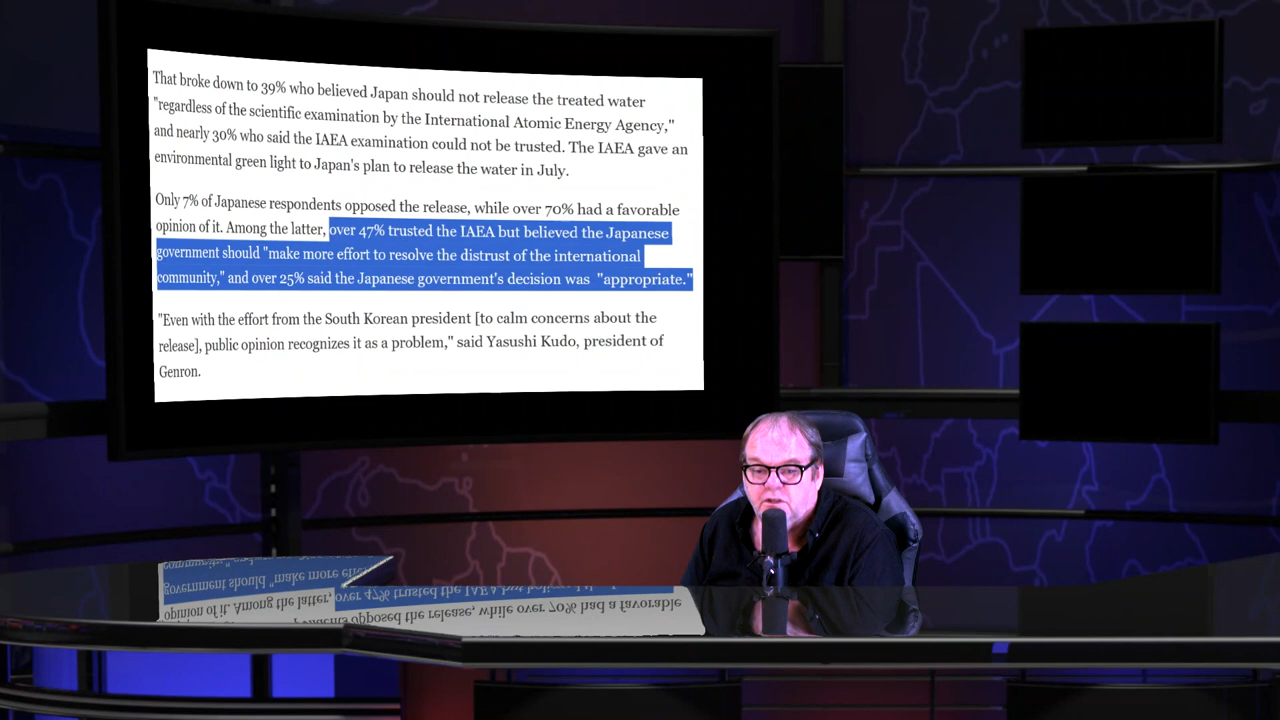 That broke down to 39% who believed Japan should not release the treated water
"regardless of the scientific examination by the International Atomic Energy Agency,"
and nearly 30% who said the IAEA examination could not be trusted. The IAEA gave an
environmental green light to Japan's plan to release the water in July.
Only 7% of Japanese respondents opposed the release, while over 70% had a favorable
opinion of it. Among the latter, over 47% trusted the IAEA but believed the Japanese
government should "make more effort to resolve the distrust of the international
community," and over 25% said the Japanese government's decision was "appropriate."
"Even with the effort from the South Korean president [to calm concerns about the
release], public opinion recognizes it as a problem," said Yasushi Kudo, president of
Genron.